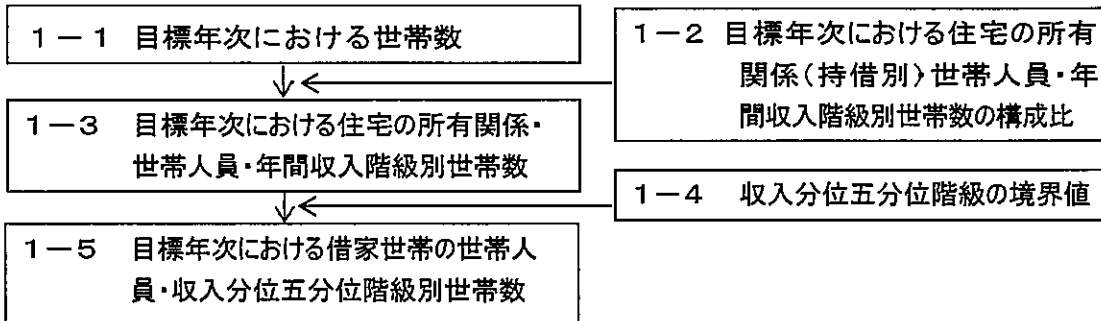 1-1 目標年次における世帯数
1-2 目標年次における住宅の所有
関係(持借別)世帯人員・年
間収入階級別世帯数の構成比
1-3 目標年次における住宅の所有関係・
世帯人員・年間収入階級別世帯数
1-4 収入分位五分位階級の境界値
1-5 目標年次における借家世帯の世帯人
員・収入分位五分位階級別世帯数